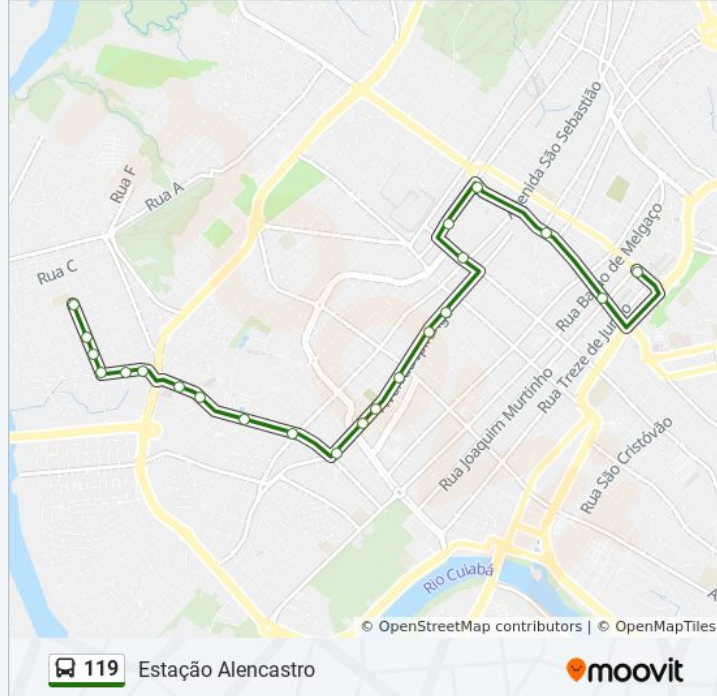 Avenida São Sebastião
Rua F
Rua A
Rua Barão de Melgaço
Rua C
Rua Treze de Junho
Rua Joaquim Murtinho
Rua São Cristóvão
Rio Cuiabá
© OpenStreetMap contributors | © OpenMapTiles
119 Estação Alencastro
moovit